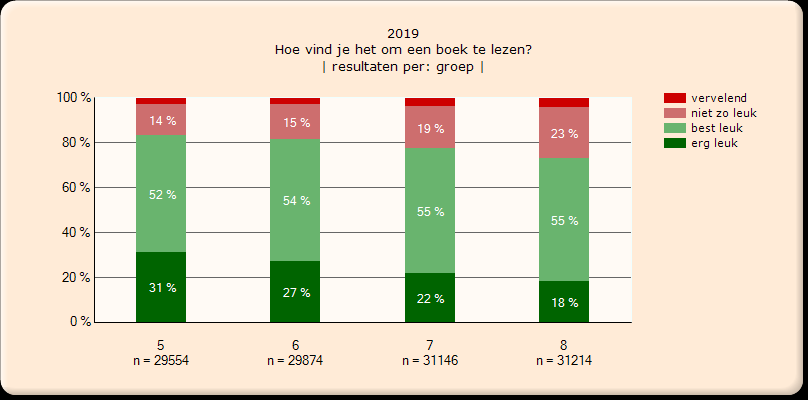 2019
Hoe vind je het om een boek te lezen?
| resultaten per: groep |
100 %
80 %
60 %
40 %
20 %
0 %
14 %
15 %
19 %
23 %
52 %
54 %
55 %
55 %
31 %
27 %
22 %
18 %
vervelend
niet zo leuk
best leuk
erg leuk
5
n = 29554
6
n = 29874
7
n = 31146
8
n = 31214